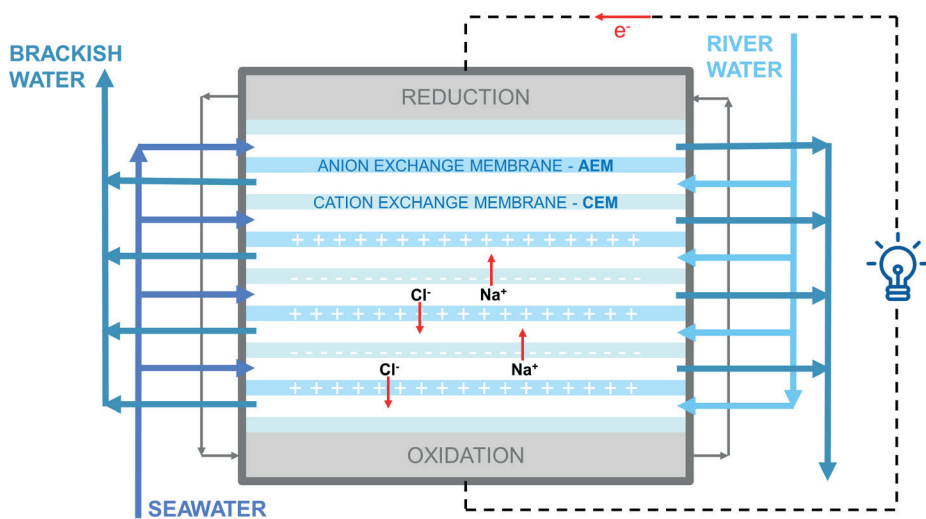 e-
BRACKISH
WATER
RIVER
WATER
REDUCTION
ANION EXCHANGE MEMBRANE - AEM
CATION EXCHANGE MEMBRANE - CEM
+ + + + + + + + + + + + + + + +
- - - - - - - - - - - - - - - -
Cl- Na+
+ + + + + + + + + + + + + + + +
- - - - - - - - - - - - - - - -
Cl- Na+
+ + + + + + + + + + + + + + + +
OXIDATION
SEAWATER